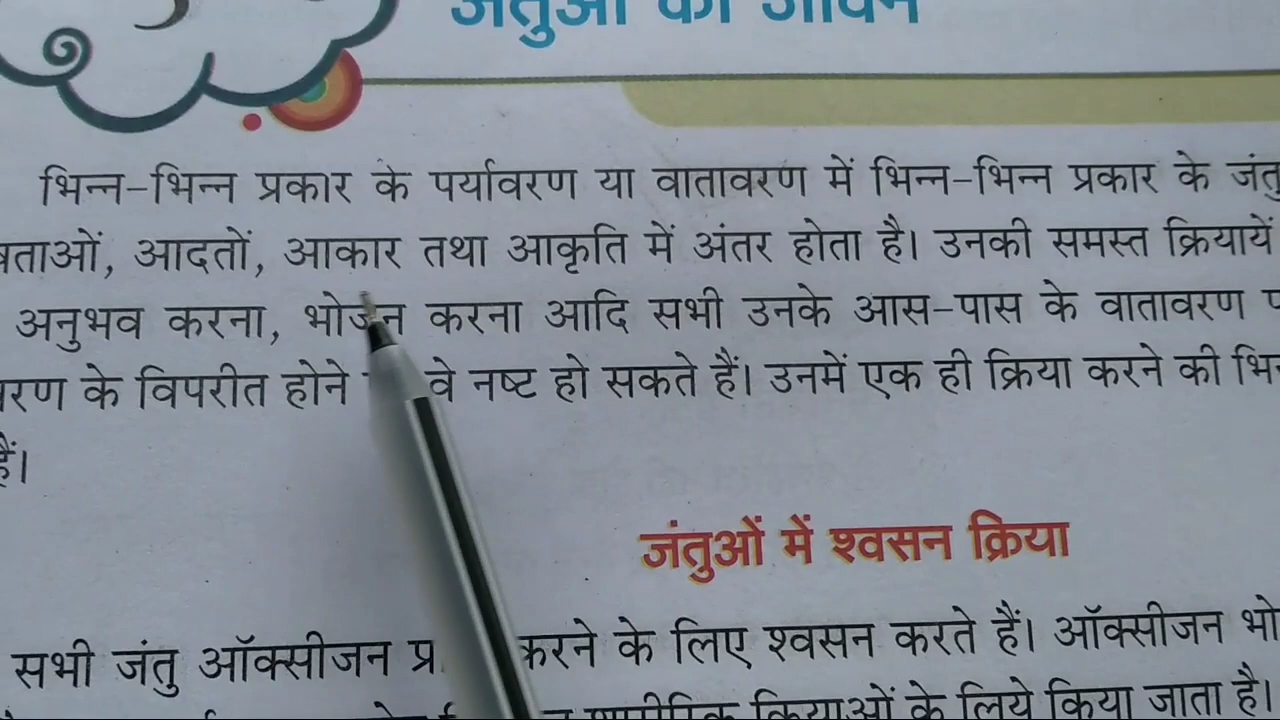 जंतुओं का जीवन
भिन्न-भिन्न प्रकार के पर्यावरण या वातावरण में भिन्न-भिन्न प्रकार के
आदतों, आकार तथा आकृति में अंतर होता है। उनकी समस्त क्रियायें
अनुभव करना, भोजन करना आदि सभी उनके आस-पास के वातावरण
के विपरीत होने वे नष्ट हो सकते हैं। उनमें एक ही क्रिया करने की
हैं।
जंतुओं में श्वसन क्रिया
सभी जंतु ऑक्सीजन करने के लिए श्वसन करते हैं। ऑक्सीजन
क्रियाओं के लिये किया जाता है।